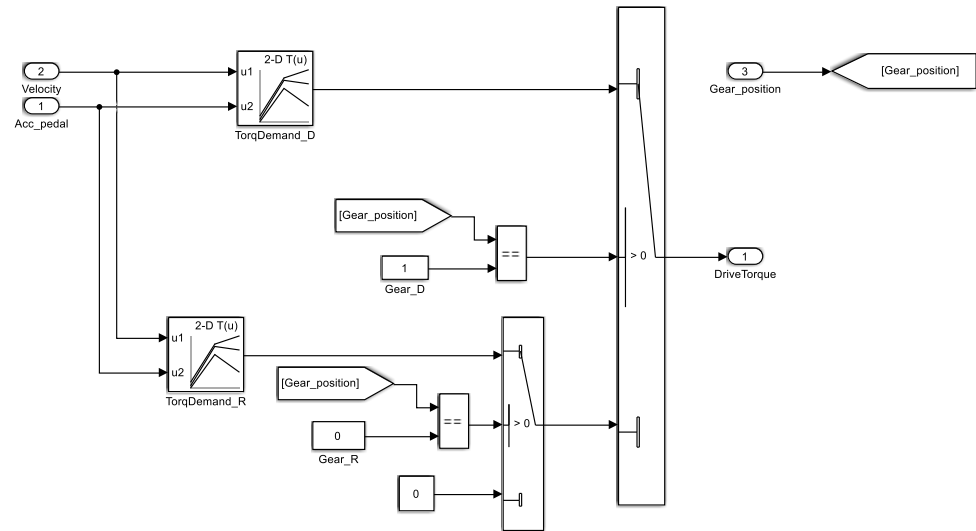 2-D T(u)
2
u1
Velocity
1
u2
Acc_pedal
TorqDemand_D
3
Gear_position
[Gear_position]
[Gear_position]
==
1
Gear_D
> 0
1
DriveTorque
2-D T(u)
u1
u2
TorqDemand_R
[Gear_position]
==
0
Gear_R
> 0
0